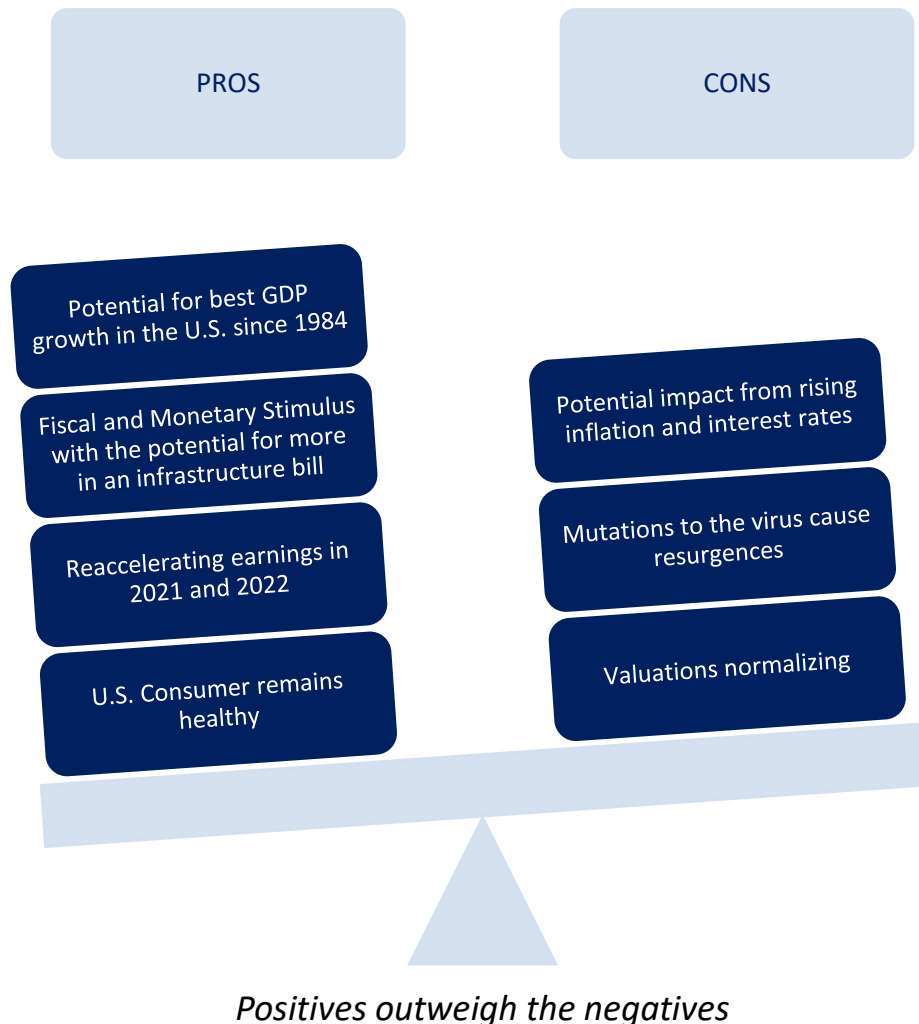 PROS
CONS
Potential for best GDP
growth in the U.S. since 1984
Fiscal and Monetary Stimulus
with the potential for more
in an infrastructure bill
Reaccelerating earnings in
2021 and 2022
U.S. Consumer remains
healthy
Potential impact from rising
inflation and interest rates
Mutations to the virus cause
resurgences
Valuations normalizing
Positives outweigh the negatives